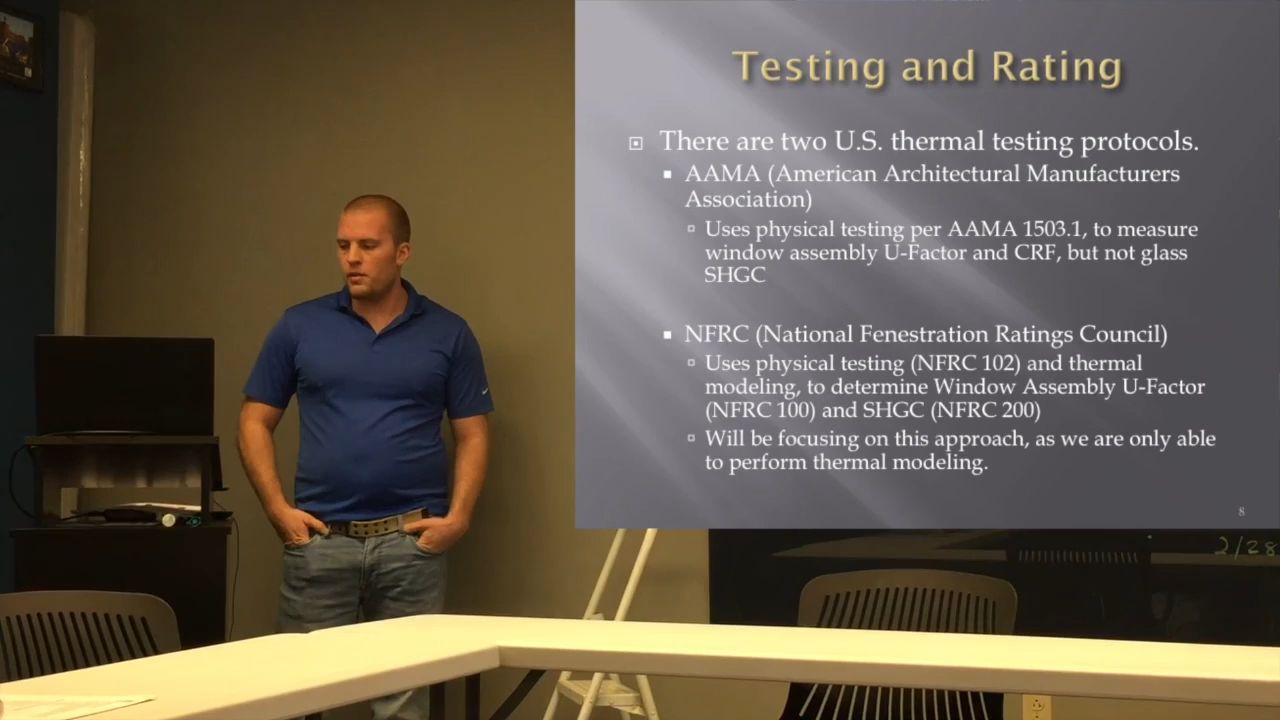 Testing and Rating
There are two U.S. thermal testing protocols.
AAMA (American Architectural Manufacturers
Association)
Uses physical testing per AAMA 1503.1, to measure
window assembly U-Factor and CRF, but not glass
SHGC
NFRC (National Fenestration Ratings Council)
Uses physical testing (NFRC 102) and thermal
modeling, to determine Window Assembly U-Factor
(NFRC 100) and SHGC (NFRC 200)
Will be focusing on this approach, as we are only able
to perform thermal modeling.
8
2/28